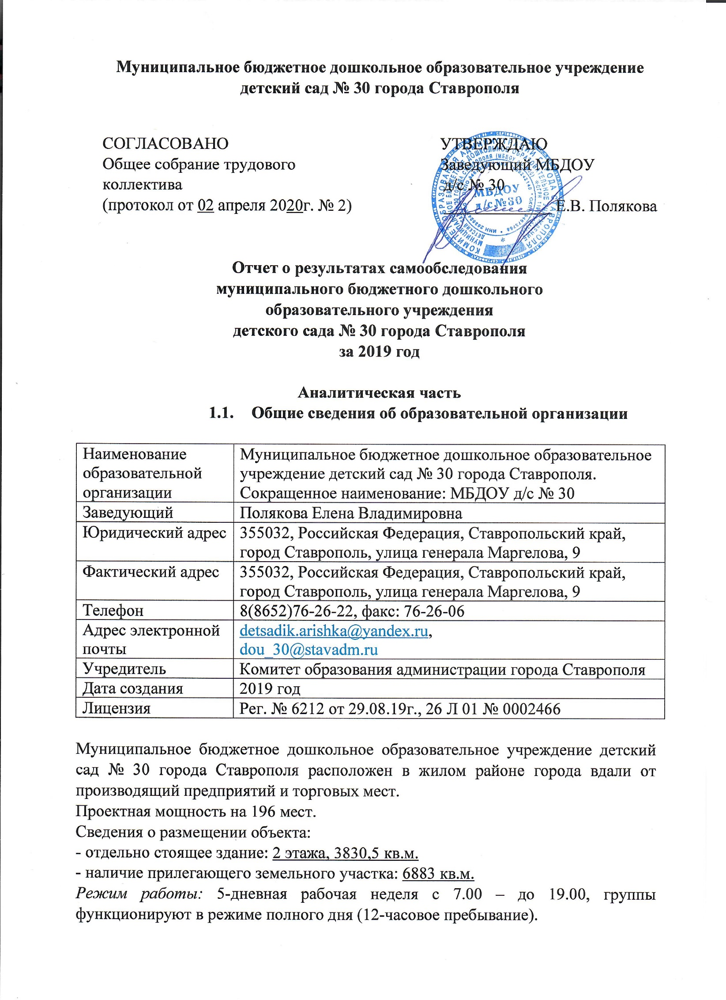 Муниципальное бюджетное дошкольное образовательное учреждение
детский сад № 30 города Ставрополя
СОГЛАСОВАНО
Общее собрание трудового
коллектива
(протокол от 02 апреля 2020г. № 2)
УТВЕРЖДАЮ
Заведующий МБДОУ
д/с № 30
Е.В. Полякова
МБДОУ
д/с № 30
Отчет о результатах самообследования
муниципального бюджетного дошкольного
образовательного учреждения
детского сада № 30 города Ставрополя
за 2019 год
Аналитическая часть
1.1. Общие сведения об образовательной организации
Наименование
образовательной
организации
Муниципальное бюджетное дошкольное образовательное
учреждение детский сад № 30 города Ставрополя.
Сокращенное наименование: МБДОУ д/с № 30
Заведующий
Полякова Елена Владимировна
Юридический адрес
355032, Российская Федерация, Ставропольский край,
город Ставрополь, улица генерала Маргелова, 9
Фактический адрес
355032, Российская Федерация, Ставропольский край,
город Ставрополь, улица генерала Маргелова, 9
Телефон
8(8652)76-26-22, факс: 76-26-06
Адрес электронной
почты
detsadik.arishka@yandex.ru,
dou_30@stavadm.ru
Учредитель
Комитет образования администрации города Ставрополя
Дата создания
2019 год
Лицензия
Рег. № 6212 от 29.08.19г., 26 Л 01 № 0002466
Муниципальное бюджетное дошкольное образовательное учреждение детский
сад № 30 города Ставрополя расположен в жилом районе города вдали от
производящий предприятий и торговых мест.
Проектная мощность на 196 мест.
Сведения о размещении объекта:
- отдельно стоящее здание: 2 этажа, 3830,5 кв.м.
- наличие прилегающего земельного участка: 6883 кв.м.
Режим работы: 5-дневная рабочая неделя с 7.00 – до 19.00, группы
функционируют в режиме полного дня (12-часовое пребывание).